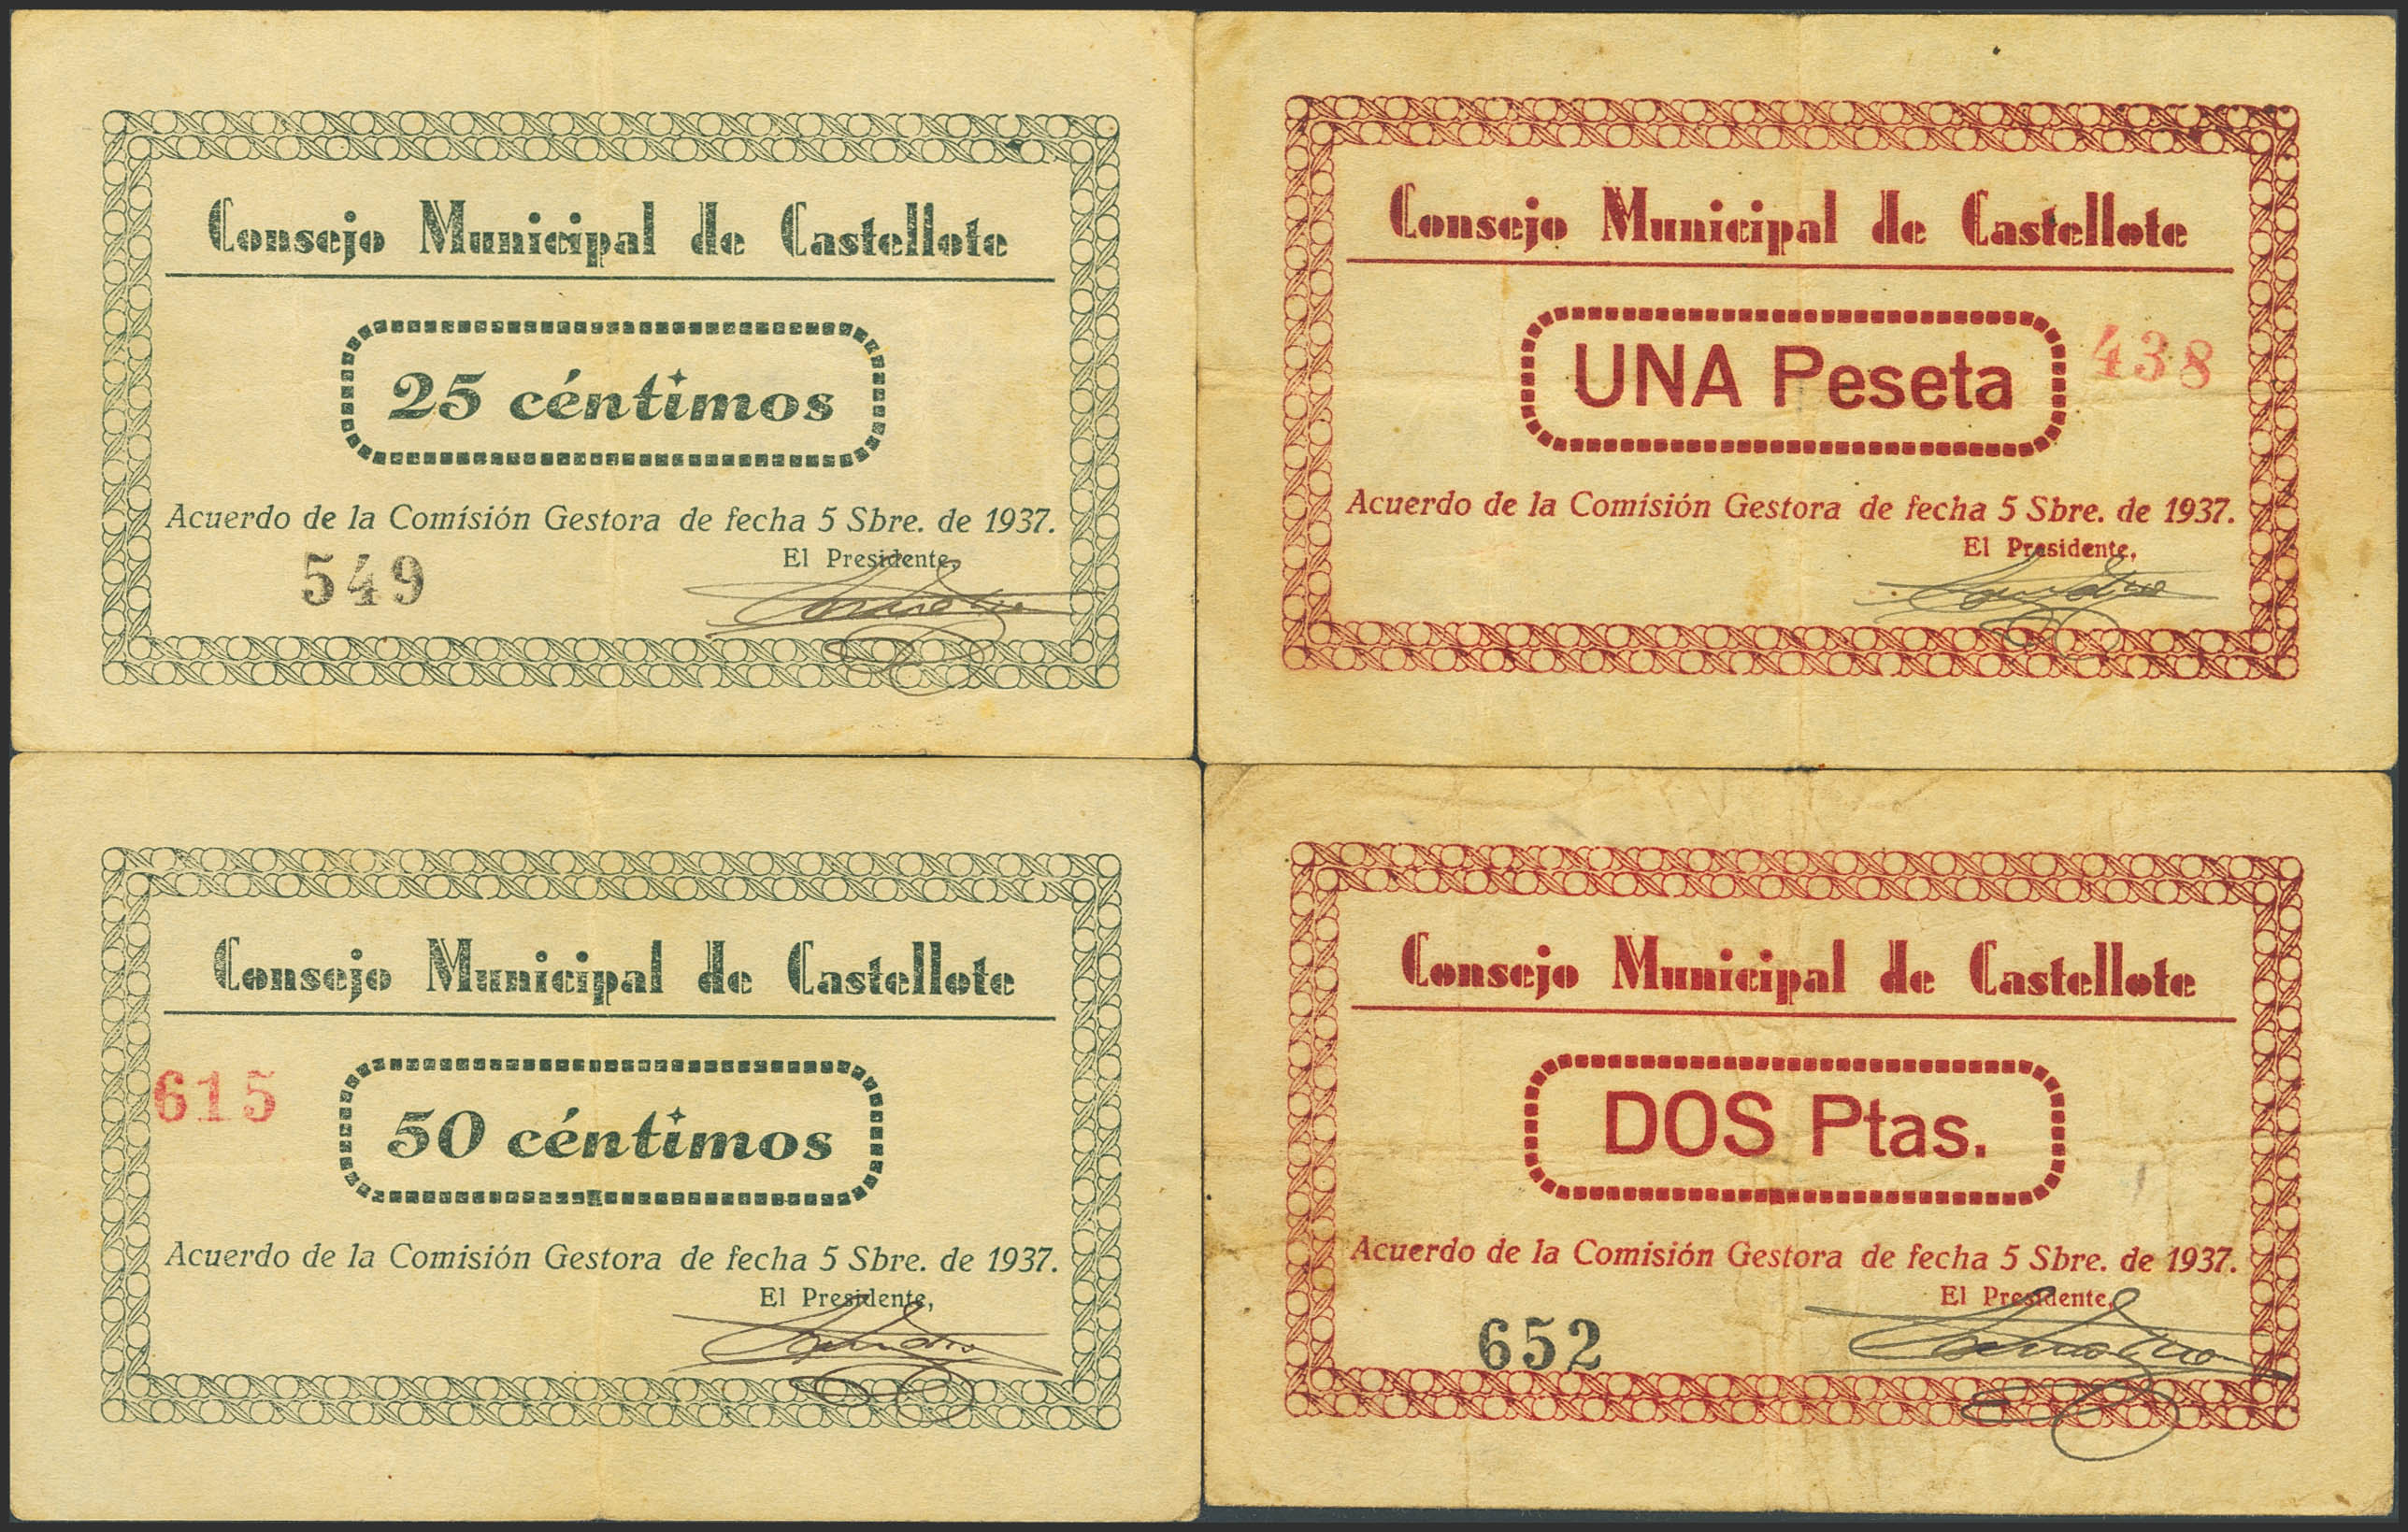 Consejo Municipal de Castellote
25 céntimos
Acuerdo de la Comisión Gestora de fecha 5 Sbre. de 1937.
El Presidente,
549
Consejo Municipal de Castellote
UNA Peseta
438
Acuerdo de la Comisión Gestora de fecha 5 Sbre. de 1937.
El Presidente,
Consejo Municipal de Castellote
615
50 céntimos
Acuerdo de la Comisión Gestora de fecha 5 Sbre. de 1937.
El Presidente,
Consejo Municipal de Castellote
DOS Ptas.
Acuerdo de la Comisión Gestora de fecha 5 Sbre. de 1937.
El Presidente,
652